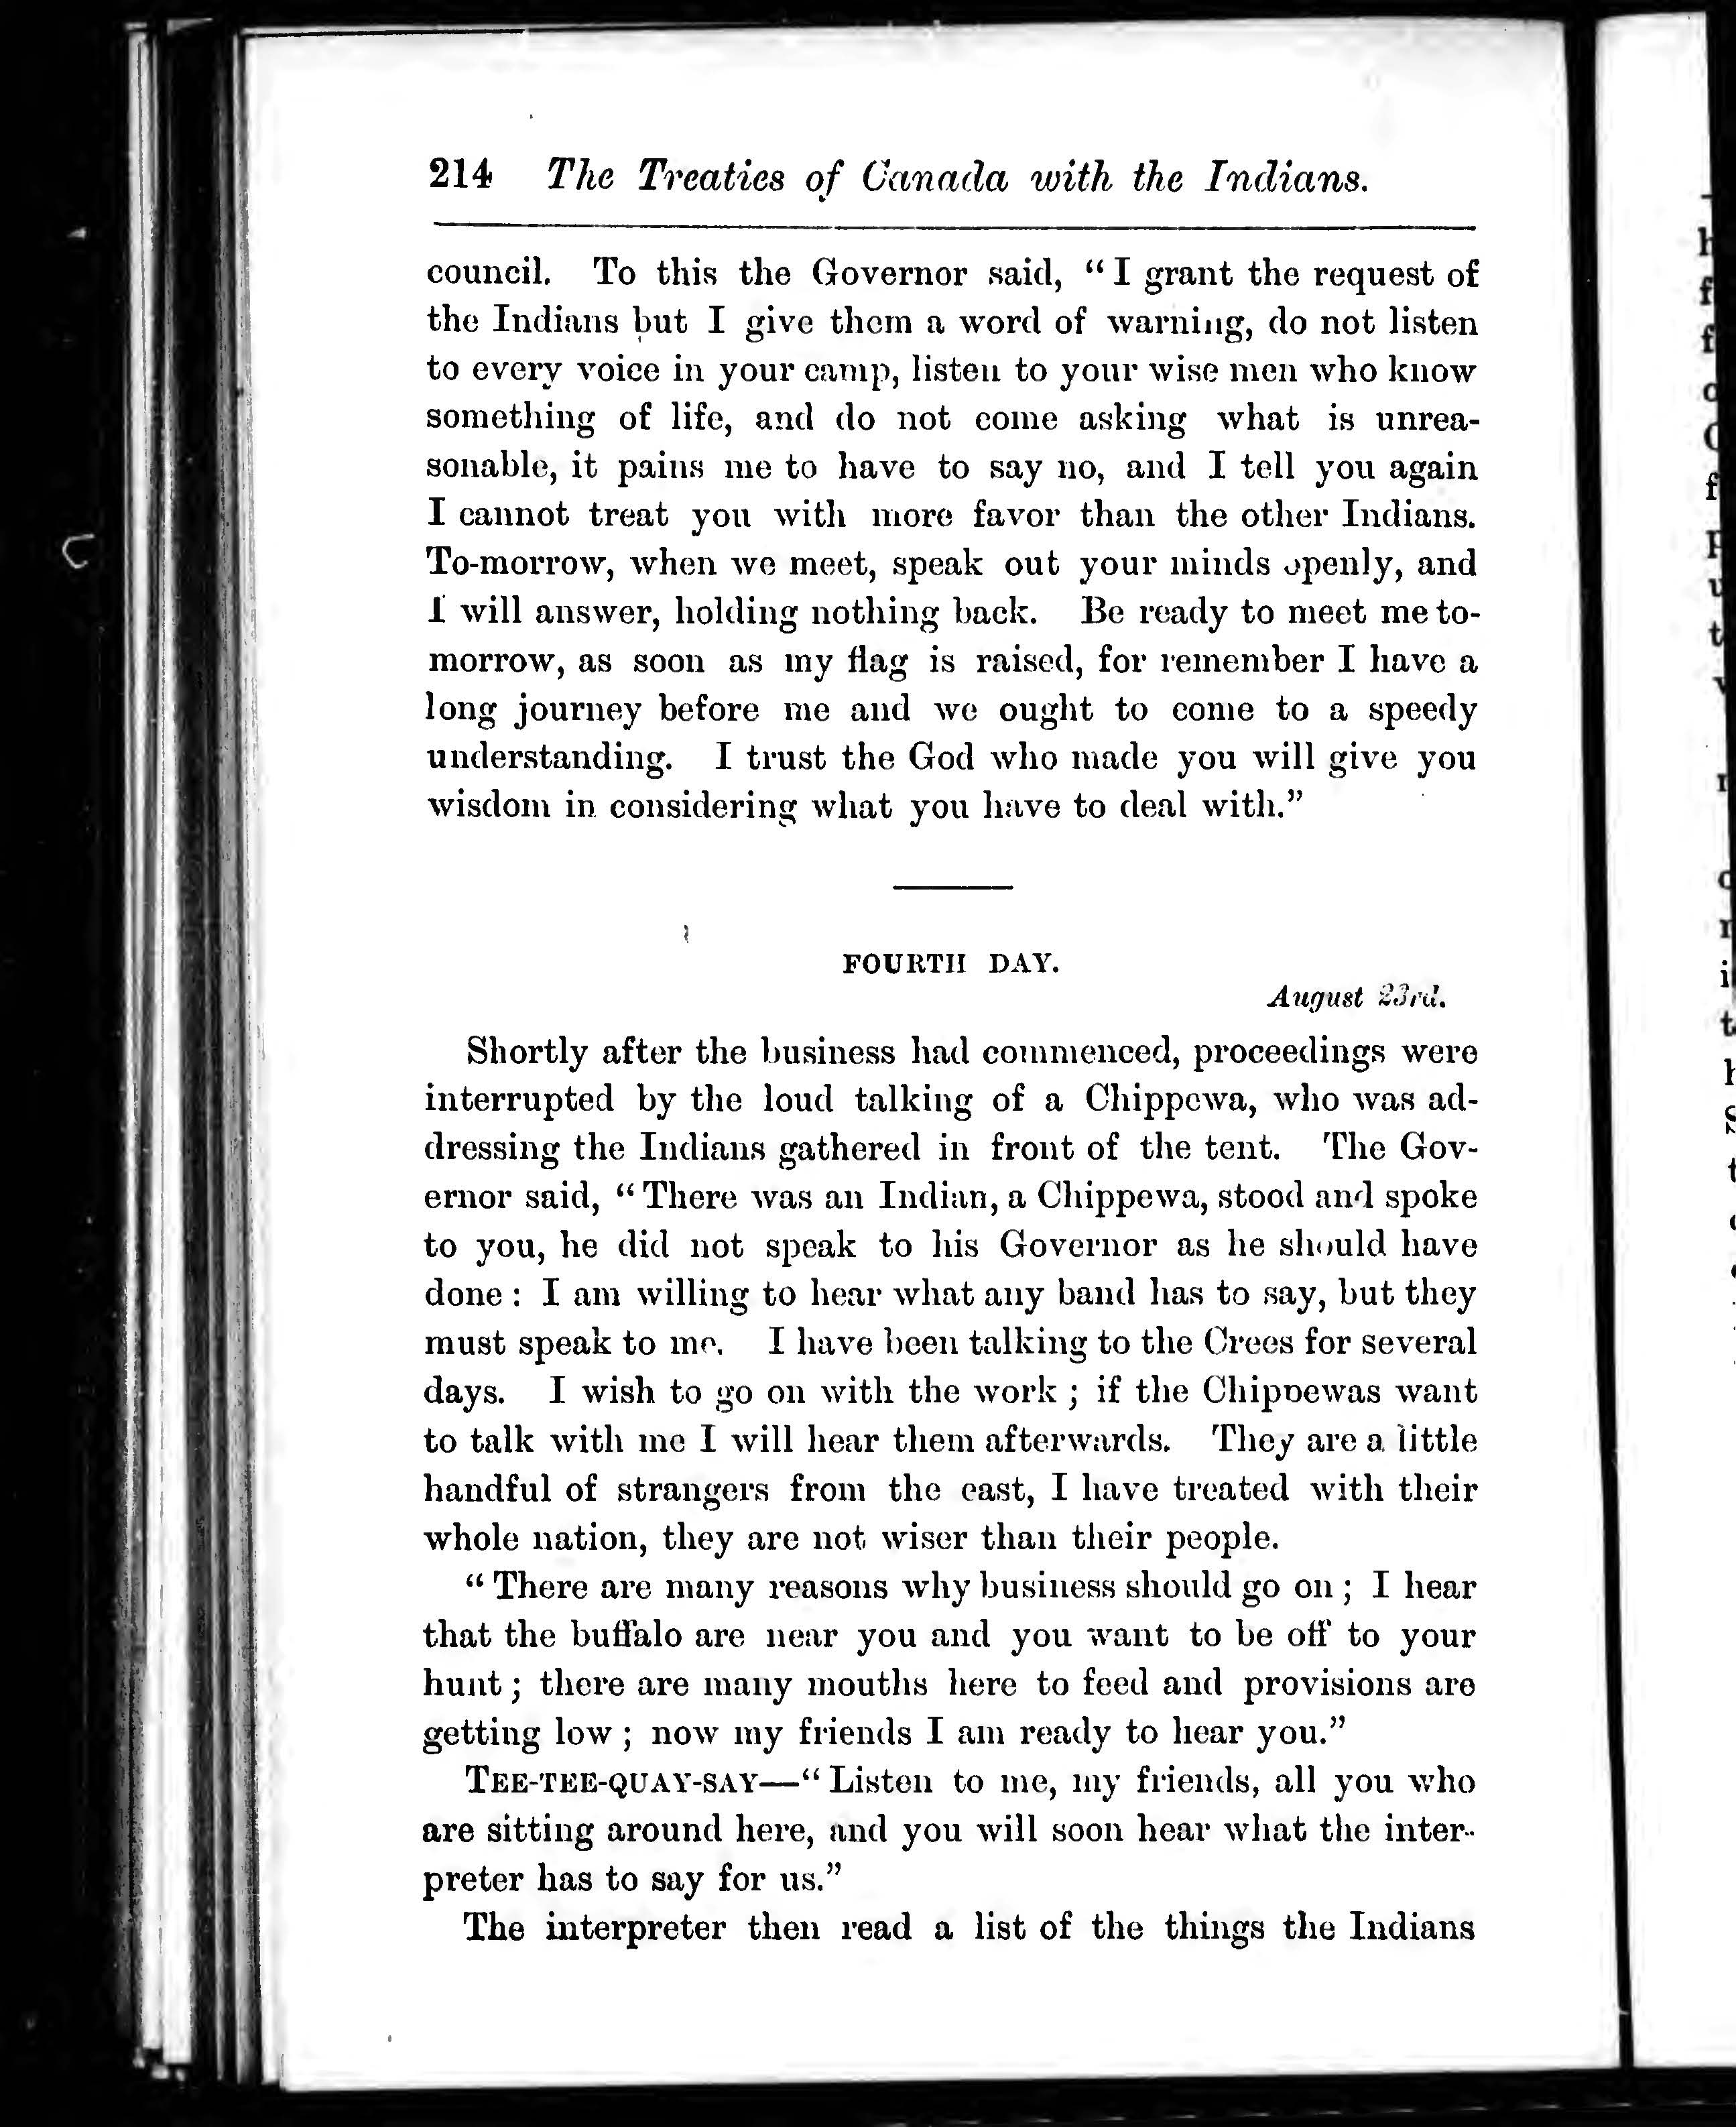 214 The Treaties of Canada with the Indians.
council. To this the Governor said, “I grant the request of
the Indians but I give them a word of warning, do not listen
to every voice in your camp, listen to your wise men who know
something of life, and do not come asking what is unrea-
sonable, it pains me to have to say no, and I tell you again
I cannot treat you with more favor than the other Indians.
To-morrow, when we meet, speak out your minds openly, and
I will answer, holding nothing back. Be ready to meet me to-
morrow, as soon as my flag is raised, for remember I have a
long journey before me and we ought to come to a speedy
understanding. I trust the God who made you will give you
wisdom in considering what you have to deal with.”
FOURTH DAY.
August 23rd.
Shortly after the business had commenced, proceedings were
interrupted by the loud talking of a Chippewa, who was ad-
dressing the Indians gathered in front of the tent. The Gov-
ernor said, “There was an Indian, a Chippewa, stood and spoke
to you, he did not speak to his Governor as he should have
done : I am willing to hear what any band has to say, but they
must speak to me. I have been talking to the Crees for several
days. I wish to go on with the work ; if the Chippewas want
to talk with me I will hear them afterwards. They are a little
handful of strangers from the east, I have treated with their
whole nation, they are not wiser than their people.
“There are many reasons why business should go on ; I hear
that the buffalo are near you and you want to be off to your
hunt ; there are many mouths here to feed and provisions are
getting low ; now my friends I am ready to hear you.”
TEE-TEE-QUAY-SAY—“Listen to me, my friends, all you who
are sitting around here, and you will soon hear what the inter-
preter has to say for us.”
The interpreter then read a list of the things the Indians